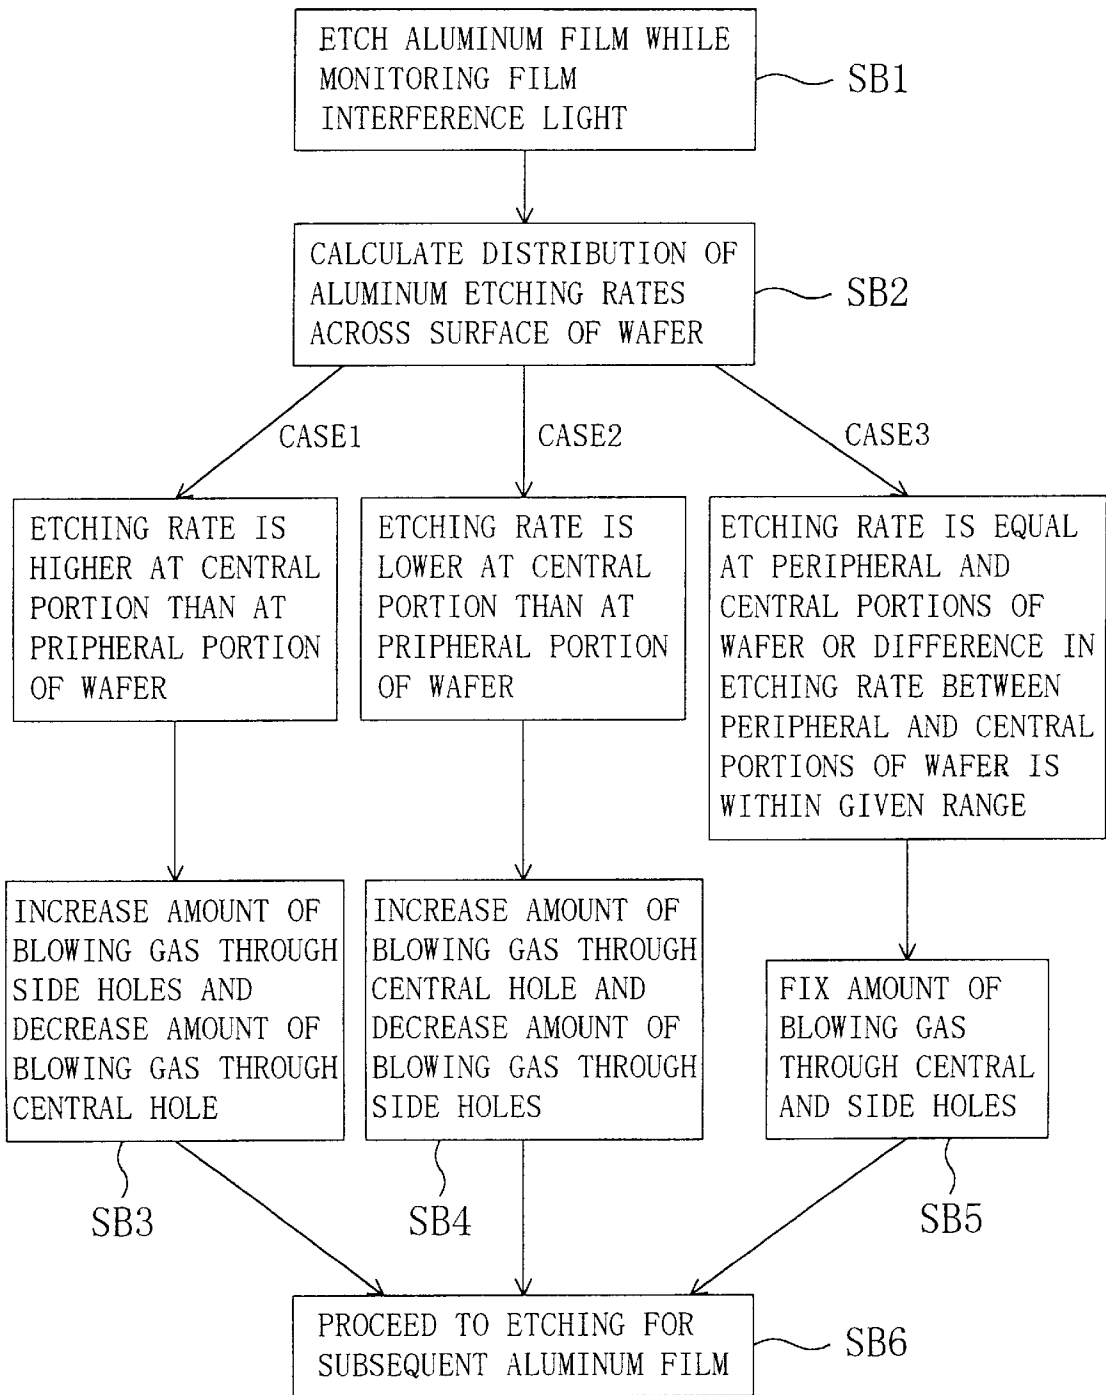 ETCH ALUMINUM FILM WHILE
MONITORING FILM
INTERFERENCE LIGHT
SB1
CALCULATE DISTRIBUTION OF
ALUMINUM ETCHING RATES
ACROSS SURFACE OF WAFER
SB2
CASE1
CASE2
CASE3
ETCHING RATE IS
HIGHER AT CENTRAL
PORTION THAN AT
PRIPHERAL PORTION
OF WAFER
ETCHING RATE IS
LOWER AT CENTRAL
PORTION THAN AT
PRIPHERAL PORTION
OF WAFER
ETCHING RATE IS EQUAL
AT PERIPHERAL AND
CENTRAL PORTIONS OF
WAFER OR DIFFERENCE IN
ETCHING RATE BETWEEN
PERIPHERAL AND CENTRAL
PORTIONS OF WAFER IS
WITHIN GIVEN RANGE
INCREASE AMOUNT OF
BLOWING GAS THROUGH
SIDE HOLES AND
DECREASE AMOUNT OF
BLOWING GAS THROUGH
CENTRAL HOLE
SB3
INCREASE AMOUNT OF
BLOWING GAS THROUGH
CENTRAL HOLE AND
DECREASE AMOUNT OF
BLOWING GAS THROUGH
SIDE HOLES
SB4
FIX AMOUNT OF
BLOWING GAS
THROUGH CENTRAL
AND SIDE HOLES
SB5
PROCEED TO ETCHING FOR
SUBSEQUENT ALUMINUM FILM
SB6